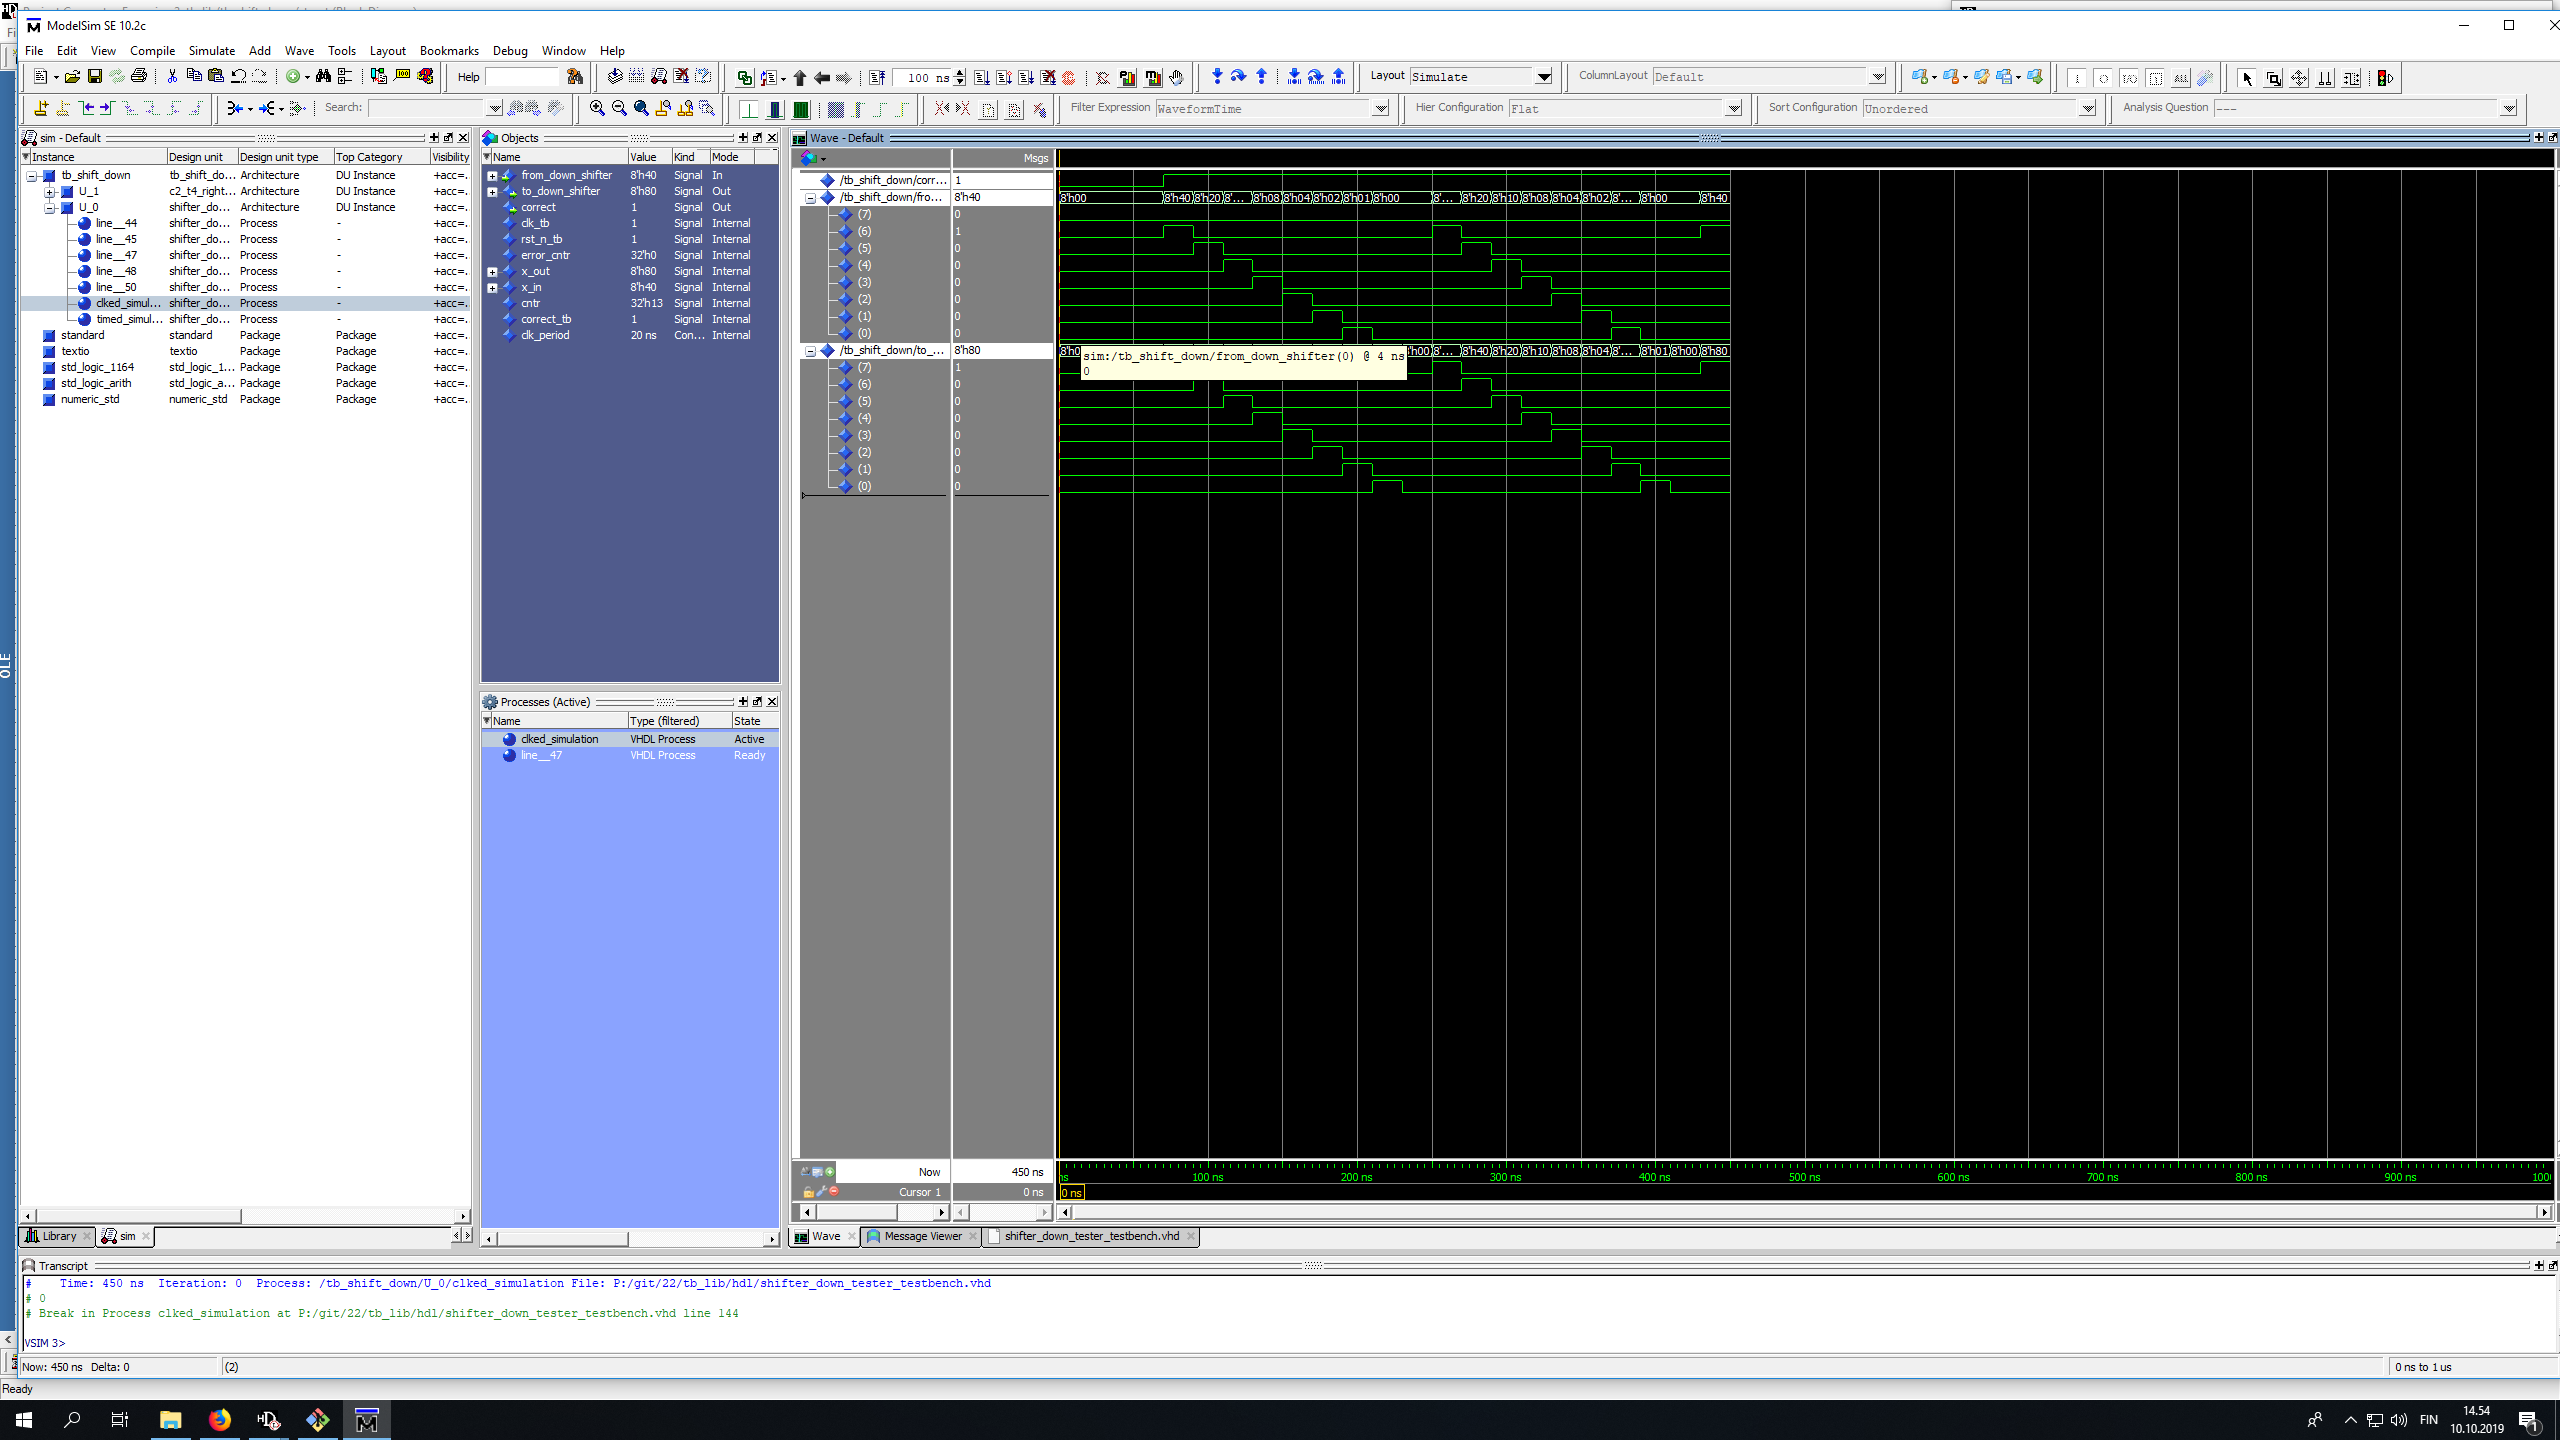 ModelSim SE 10.2c
File Edit View Compile Simulate Add Wave Tools Layout Bookmarks Debug Window Help
Help 100 ns Layout Simulate ColumnLayout Default
Search: Filter Expression WaveformTime Hier Configuration Flat Sort Configuration Unordered Analysis Question ---
sim - Default
Instance Design unit Design unit type Top Category Visibility
tb_shift_down tb_shift_do... Architecture DU Instance +acc=.
U_1 c2_t4_right... Architecture DU Instance +acc=.
U_0 shifter_do... Architecture DU Instance +acc=.
line__44 shifter_do... Process - +acc=.
line__45 shifter_do... Process - +acc=.
line__47 shifter_do... Process - +acc=.
line__48 shifter_do... Process - +acc=.
line__50 shifter_do... Process - +acc=.
clked_simul... shifter_do... Process - +acc=.
timed_simul... shifter_do... Process - +acc=.
standard standard Package Package +acc=.
textio textio Package Package +acc=.
std_logic_1164 std_logic_1... Package Package +acc=.
std_logic_arith std_logic_a... Package Package +acc=.
numeric_std numeric_std Package Package +acc=.
Library sim
Objects
Name Value Kind Mode
from_down_shifter 8'h40 Signal In
to_down_shifter 8'h80 Signal Out
correct 1 Signal Out
clk_tb 1 Signal Internal
rst_n_tb 1 Signal Internal
error_cntr 32'h0 Signal Internal
x_out 8'h80 Signal Internal
x_in 8'h40 Signal Internal
cntr 32'h13 Signal Internal
correct_tb 1 Signal Internal
clk_period 20 ns Con... Internal
Processes (Active)
Name Type (filtered) State
clked_simulation VHDL Process Active
line__47 VHDL Process Ready
Wave - Default
Msgs
/tb_shift_down/corr... 1
/tb_shift_down/fro... 8'h40 8'h00 8'h40 8'h20 8'... 8'h08 8'h04 8'h02 8'h01 8'h00 8'... 8'h20 8'h10 8'h08 8'h04 8'h02 8'... 8'h00 8'h40
(7) 0
(6) 1
(5) 0
(4) 0
(3) 0
(2) 0
(1) 0
(0) 0
/tb_shift_down/to_... 8'h80 8'h0 'h00 8'... 8'h40 8'h20 8'h10 8'h08 8'h04 8'... 8'h01 8'h00 8'h80
sim:/tb_shift_down/from_down_shifter(0) @ 4 ns
0
(7) 1
(6) 0
(5) 0
(4) 0
(3) 0
(2) 0
(1) 0
(0) 0
Now 450 ns ns 100 ns 200 ns 300 ns 400 ns 500 ns 600 ns 700 ns 800 ns 900 ns 100
Cursor 1 0 ns 0 ns
Wave Message Viewer shifter_down_tester_testbench.vhd
Transcript
# Time: 450 ns Iteration: 0 Process: /tb_shift_down/U_0/clked_simulation File: P:/git/22/tb_lib/hdl/shifter_down_tester_testbench.vhd
# 0
# Break in Process clked_simulation at P:/git/22/tb_lib/hdl/shifter_down_tester_testbench.vhd line 144
VSIM 3>
Now: 450 ns Delta: 0 (2) 0 ns to 1 us
Ready
FIN
14.54
10.10.2019
1